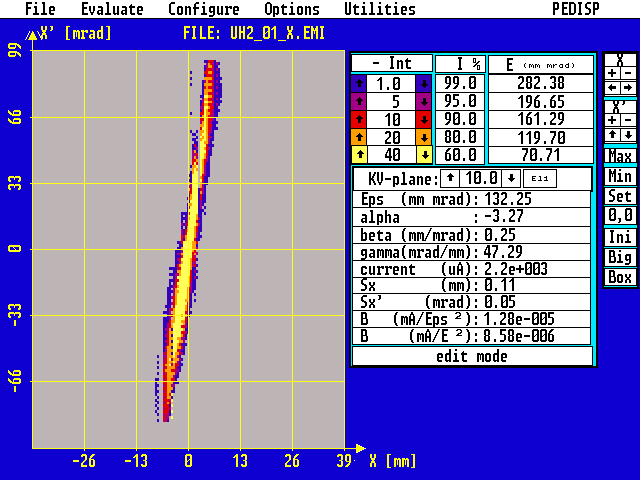 File Evaluate Configure Options Utilities PEDISP
X' [mrad] FILE: UH2_01_X.EMI
99
66
33
0
-33
-66
-26 -13 0 13 26 39 X [mm]
- Int I % E (mm mrad)
1.0 99.0 282.38
5 95.0 196.65
10 90.0 161.29
20 80.0 119.70
40 60.0 70.71
KV-plane: 10.0 Eli
Eps (mm mrad): 132.25
alpha : -3.27
beta (mm/mrad): 0.25
gamma(mrad/mm): 47.29
current (uA): 2.2e+003
Sx (mm): 0.11
Sx' (mrad): 0.05
B (mA/Eps ²): 1.28e-005
B (mA/E ²): 8.58e-006
edit mode
X
+ -
X'
+ -
Max
Min
Set
0,0
Ini
Big
Box